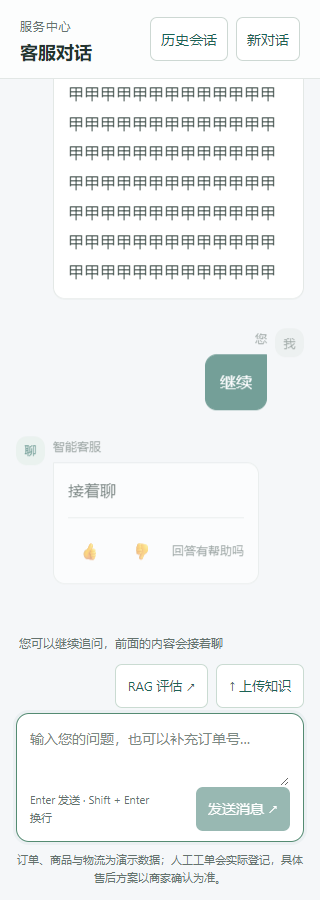 服务中心
客服对话
历史会话
新对话
甲甲甲甲甲甲甲甲甲甲甲甲甲
甲甲甲甲甲甲甲甲甲甲甲甲甲
甲甲甲甲甲甲甲甲甲甲甲甲甲
甲甲甲甲甲甲甲甲甲甲甲甲甲
甲甲甲甲甲甲甲甲甲甲甲甲甲
甲甲甲甲甲甲甲甲甲甲甲甲甲
甲甲甲甲甲甲甲甲甲甲甲甲甲
您
我
继续
聊
智能客服
接着聊
👍
👎
回答有帮助吗
您可以继续追问，前面的内容会接着聊
RAG 评估 ↗
↑ 上传知识
输入您的问题，也可以补充订单号…
Enter 发送 · Shift + Enter
换行
发送消息 ↗
订单、商品与物流为演示数据；人工工单会实际登记，具体
售后方案以商家确认为准。